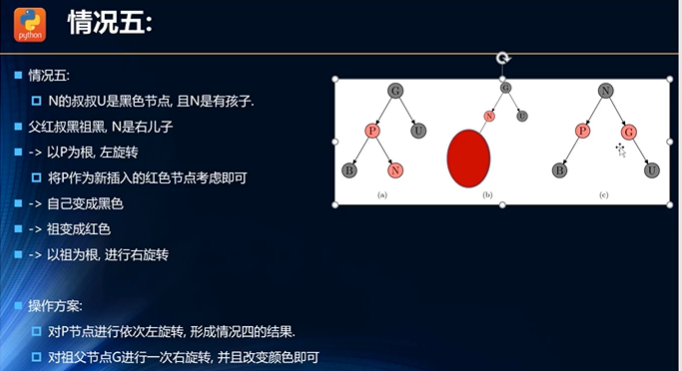 python
情况五:
情况五:
N的叔叔U是黑色节点, 且N是有孩子.
父红叔黑祖黑, N是右儿子
-> 以P为根, 左旋转
将P作为新插入的红色节点考虑即可
-> 自己变成黑色
-> 祖变成红色
-> 以祖为根, 进行右旋转
操作方案:
对P节点进行依次左旋转, 形成情况四的结果.
对祖父节点G进行一次右旋转, 并且改变颜色即可
G
P U
B N
(a)
G
N U
(b)
N
P G
B U
(c)